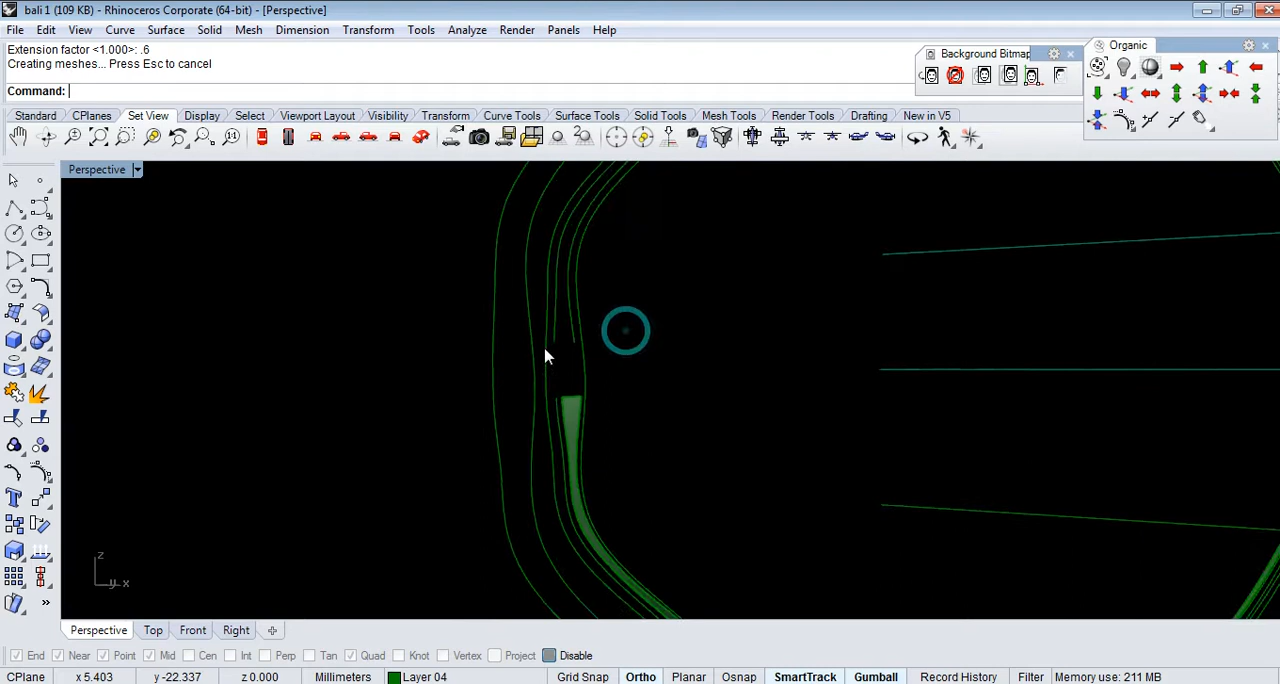 bali 1 (109 KB) - Rhinoceros Corporate (64-bit) - [Perspective]
File Edit View Curve Surface Solid Mesh Dimension Transform Tools Analyze Render Panels Help
Extension factor <1.000>: .6
Creating meshes... Press Esc to cancel
Command:
Background Bitmap
Organic
Standard CPlanes Set View Display Select Viewport Layout Visibility Transform Curve Tools Surface Tools Solid Tools Mesh Tools Render Tools Drafting New in V5
1:1
Perspective
z
y x
Perspective Top Front Right
End Near Point Mid Cen Int Perp Tan Quad Knot Vertex Project Disable
CPlane x 5.403 y -22.337 z 0.000 Millimeters Layer 04 Grid Snap Ortho Planar Osnap SmartTrack Gumball Record History Filter Memory use: 211 MB